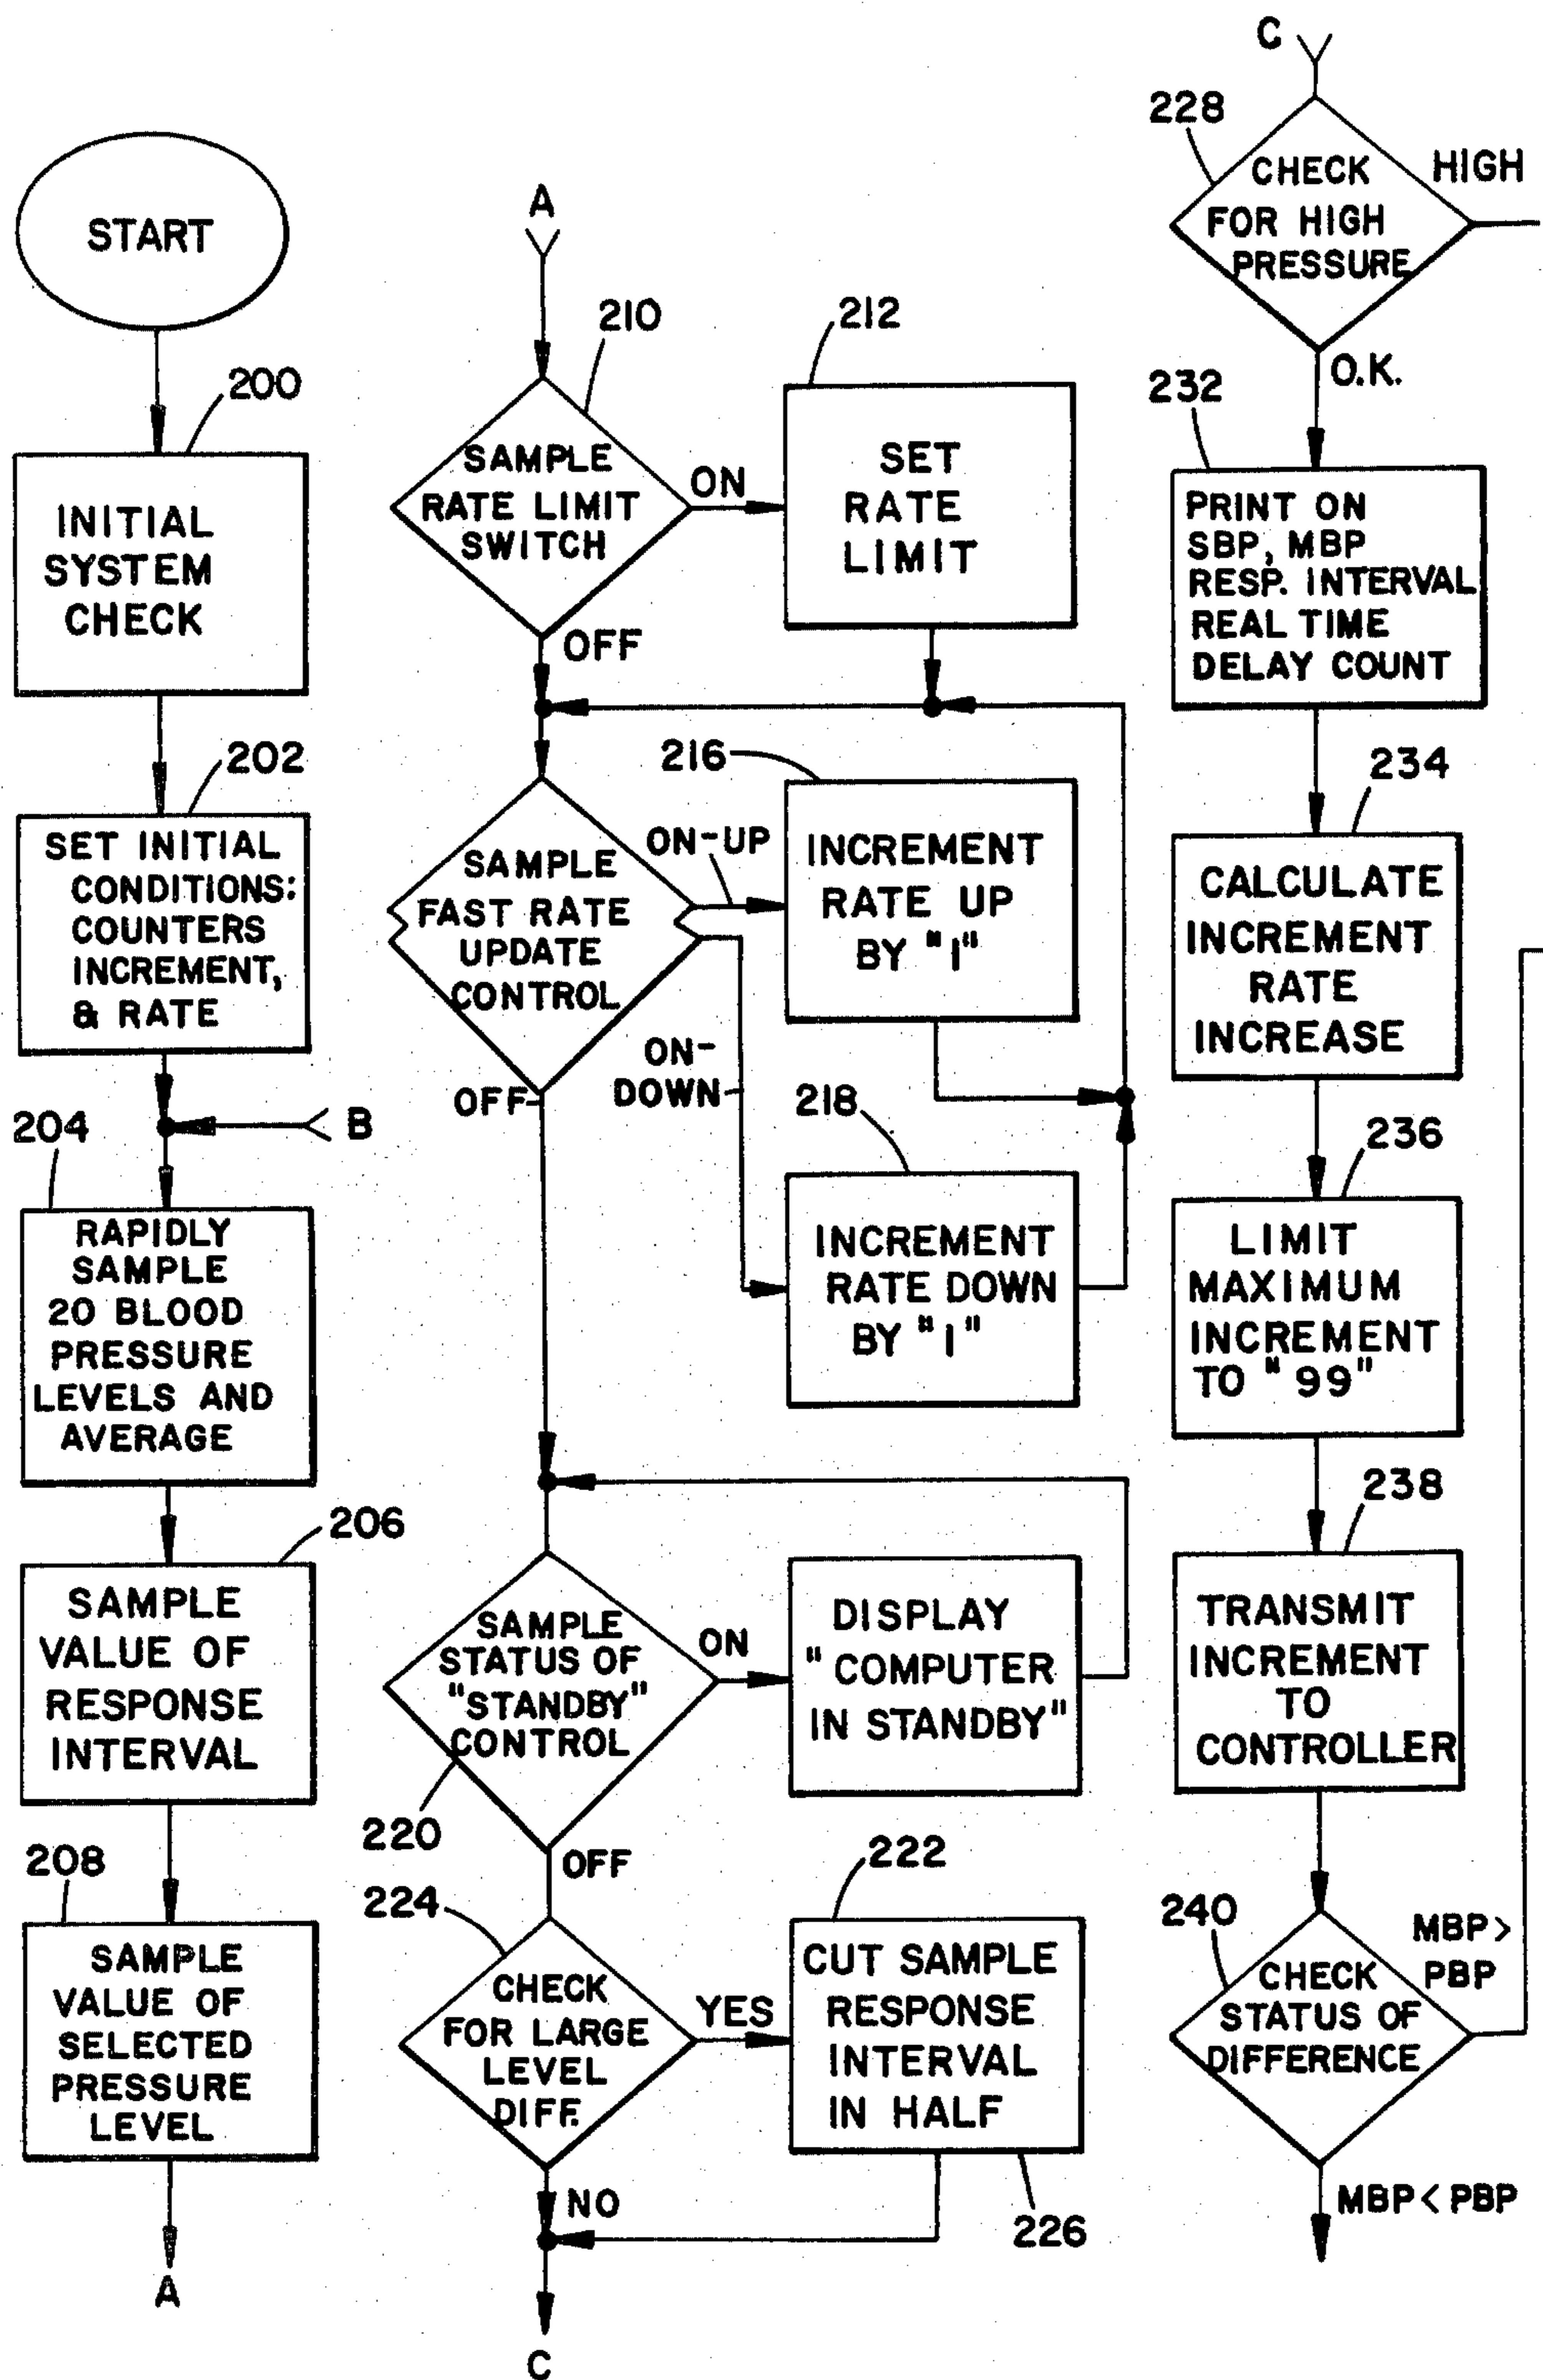 START
200
INITIAL
SYSTEM
CHECK
202
SET INITIAL
CONDITIONS:
COUNTERS
INCREMENT,
& RATE
B
204
RAPIDLY
SAMPLE
20 BLOOD
PRESSURE
LEVELS AND
AVERAGE
206
SAMPLE
VALUE OF
RESPONSE
INTERVAL
208
SAMPLE
VALUE OF
SELECTED
PRESSURE
LEVEL
A
A
210
SAMPLE
RATE LIMIT
SWITCH
ON
OFF
212
SET
RATE
LIMIT
SAMPLE
FAST RATE
UPDATE
CONTROL
ON-UP
ON-
DOWN
OFF
216
INCREMENT
RATE UP
BY "1"
218
INCREMENT
RATE DOWN
BY "1"
SAMPLE
STATUS OF
"STANDBY"
CONTROL
220
ON
OFF
DISPLAY
"COMPUTER
IN STANDBY"
224
CHECK
FOR LARGE
LEVEL
DIFF.
YES
NO
222
CUT SAMPLE
RESPONSE
INTERVAL
IN HALF
226
C
C
228
CHECK
FOR HIGH
PRESSURE
HIGH
O.K.
232
PRINT ON
SBP, MBP
RESP. INTERVAL
REAL TIME
DELAY COUNT
234
CALCULATE
INCREMENT
RATE
INCREASE
236
LIMIT
MAXIMUM
INCREMENT
TO "99"
238
TRANSMIT
INCREMENT
TO
CONTROLLER
240
CHECK
STATUS OF
DIFFERENCE
MBP>
PBP
MBP< PBP